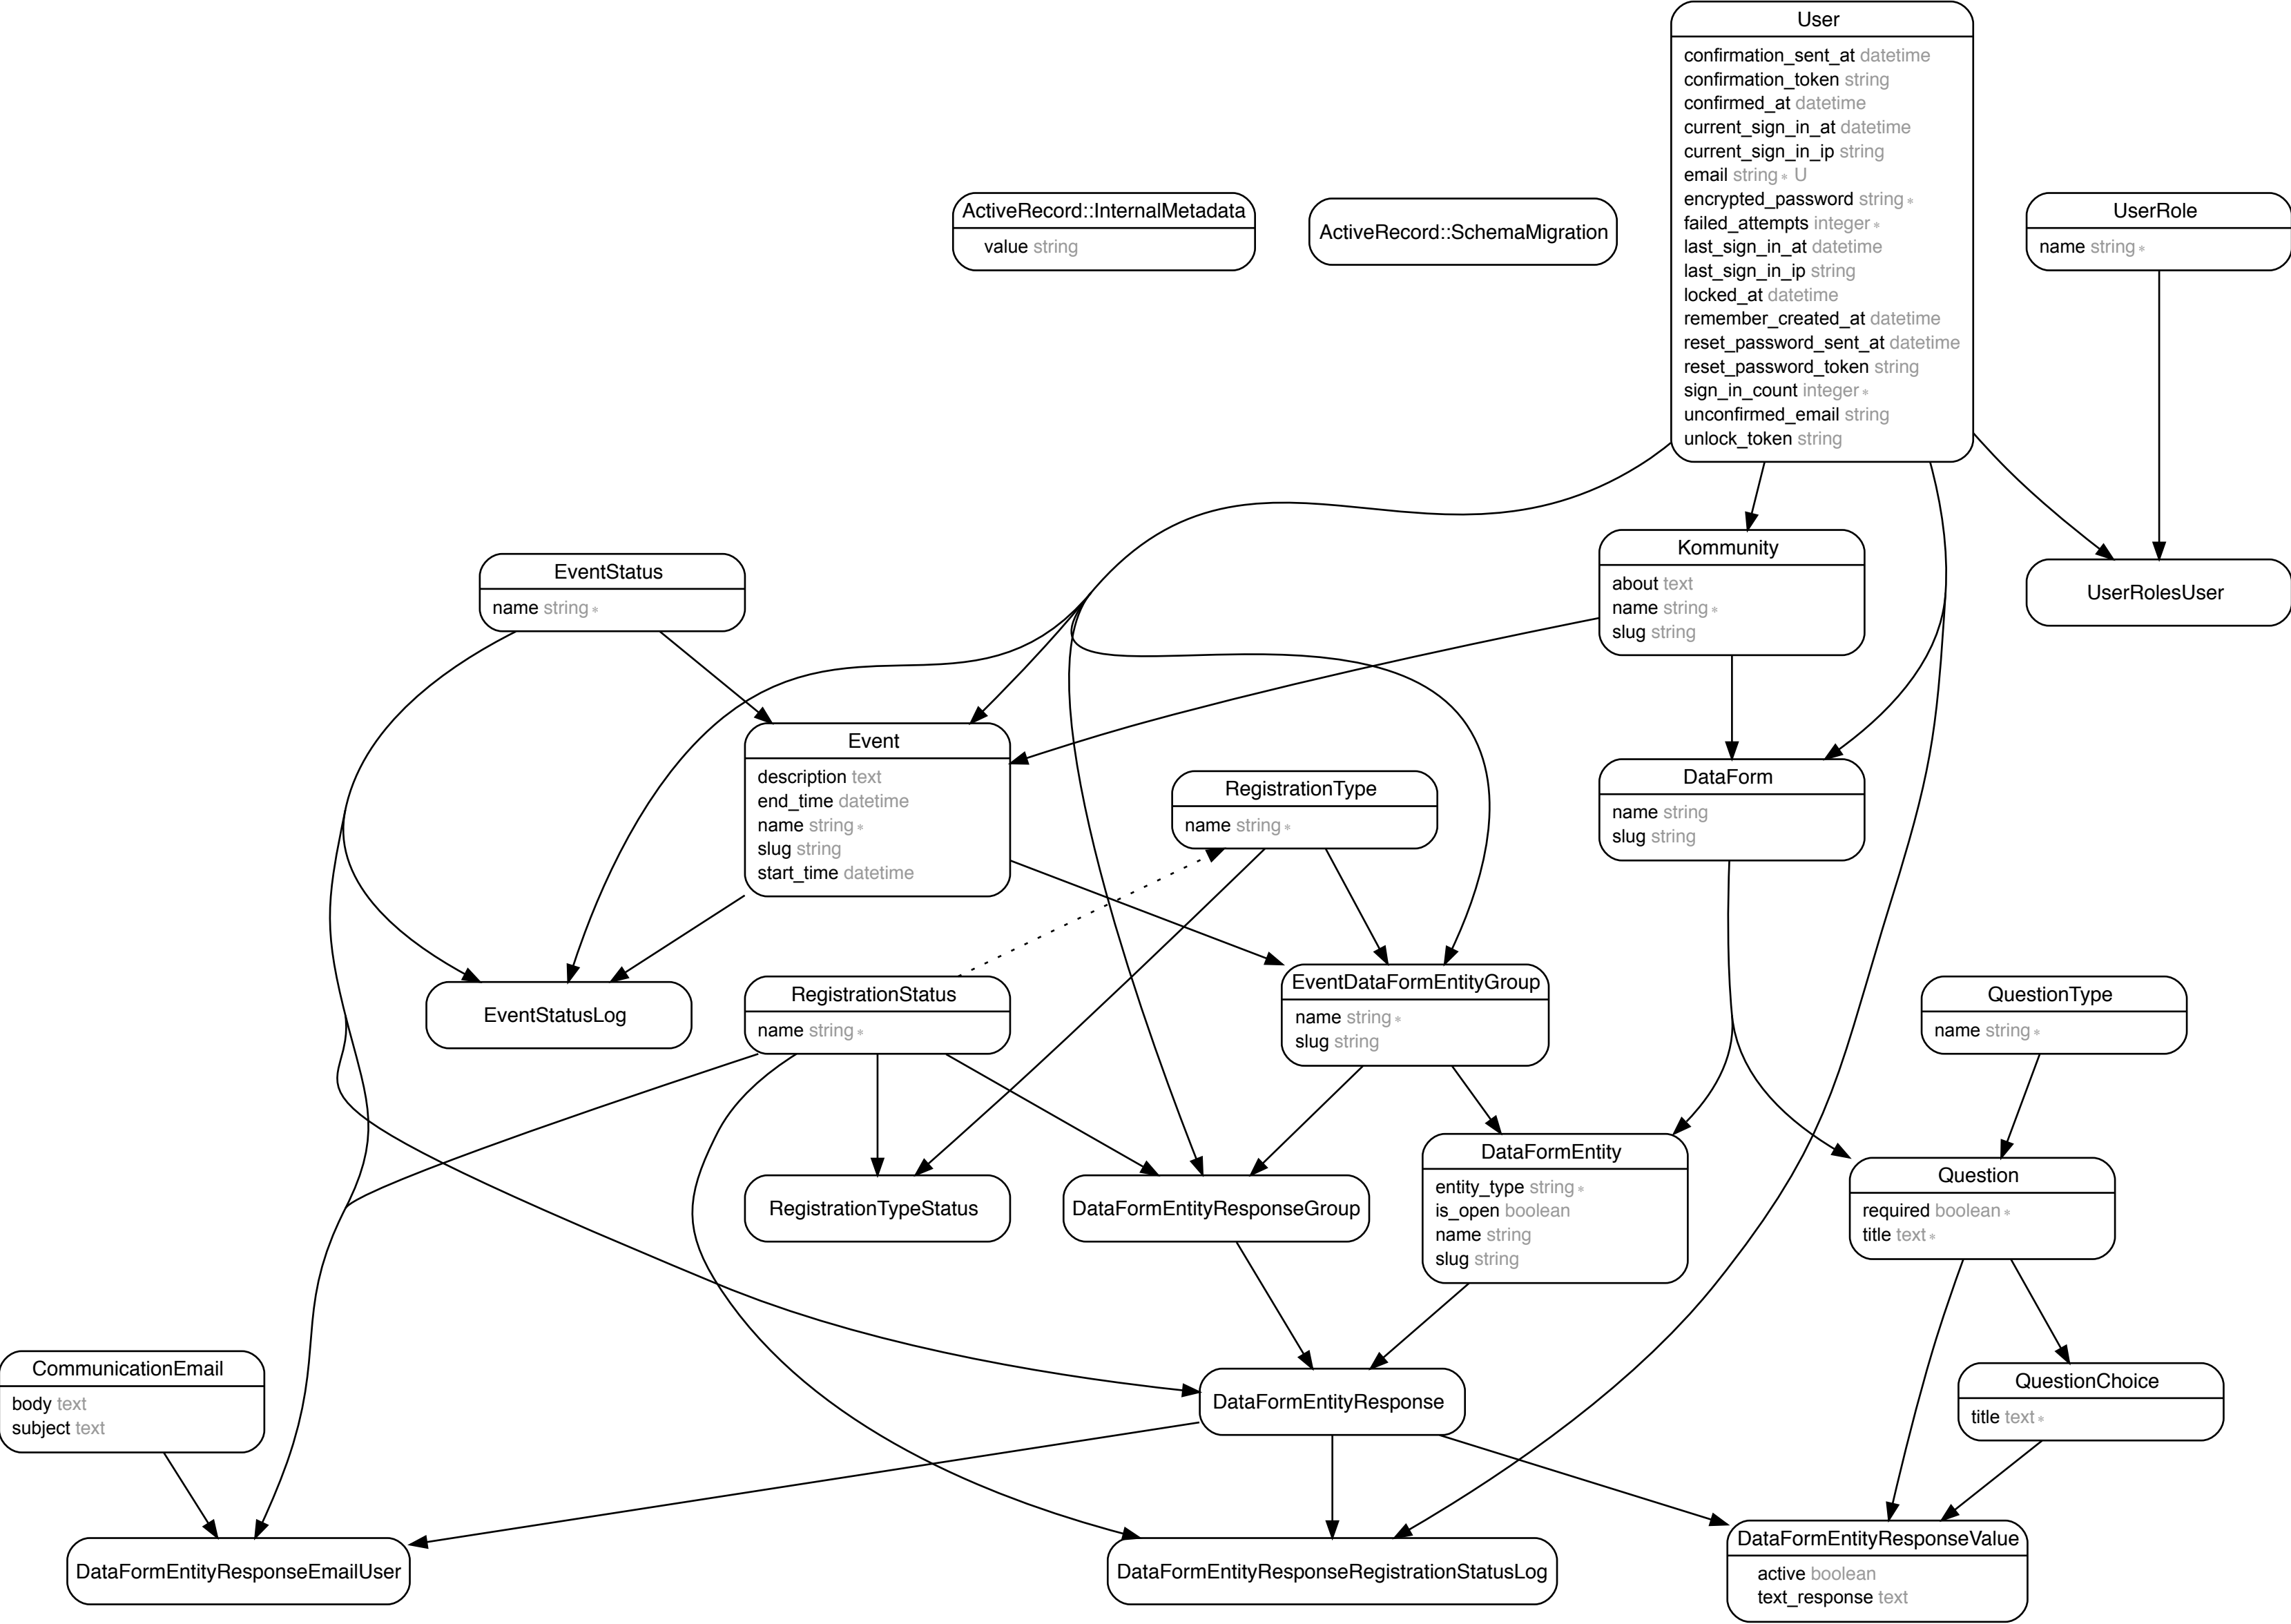 User
confirmation_sent_at datetime
confirmation_token string
confirmed_at datetime
current_sign_in_at datetime
current_sign_in_ip string
email string∗ U
encrypted_password string∗
failed_attempts integer∗
last_sign_in_at datetime
last_sign_in_ip string
locked_at datetime
remember_created_at datetime
reset_password_sent_at datetime
reset_password_token string
sign_in_count integer∗
unconfirmed_email string
unlock_token string
ActiveRecord::InternalMetadata
value string
ActiveRecord::SchemaMigration
UserRole
name string∗
Kommunity
about text
name string∗
slug string
EventStatus
name string∗
UserRolesUser
Event
description text
end_time datetime
name string∗
slug string
start_time datetime
RegistrationType
name string∗
DataForm
name string
slug string
EventStatusLog
RegistrationStatus
name string∗
EventDataFormEntityGroup
name string∗
slug string
QuestionType
name string∗
RegistrationTypeStatus
DataFormEntityResponseGroup
DataFormEntity
entity_type string∗
is_open boolean
name string
slug string
Question
required boolean∗
title text∗
CommunicationEmail
body text
subject text
DataFormEntityResponse
QuestionChoice
title text∗
DataFormEntityResponseEmailUser
DataFormEntityResponseRegistrationStatusLog
DataFormEntityResponseValue
active boolean
text_response text